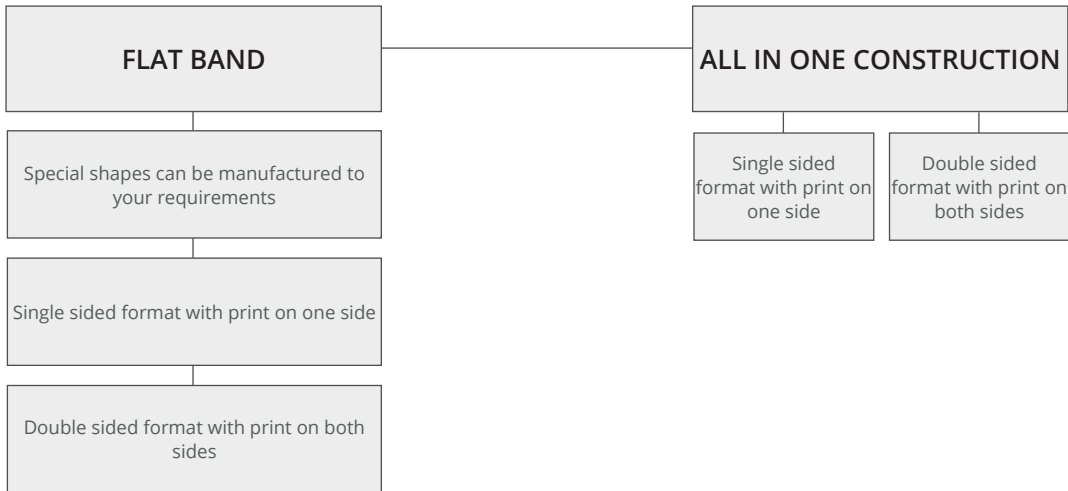 FLAT BAND
Special shapes can be manufactured to
your requirements
Single sided format with print on one side
Double sided format with print on both
sides
ALL IN ONE CONSTRUCTION
Single sided
format with print on
one side
Double sided
format with print on
both sides